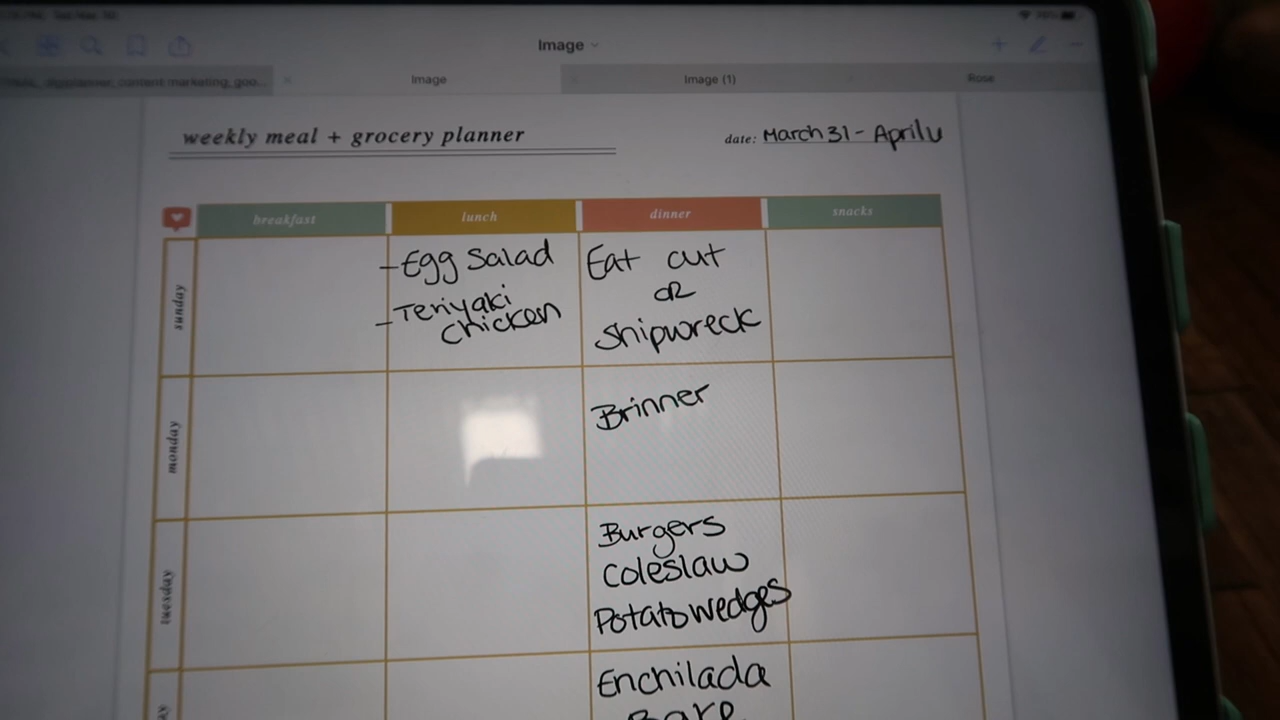 Image
Image
Image (1)
Rose
weekly meal + grocery planner
date: March 31 - April 4
breakfast
lunch
dinner
snacks
sunday
- Egg Salad
- Teriyaki
chicken
Eat out
OR
Shipwreck
monday
Brinner
tuesday
Burgers
Coleslaw
Potato wedges
Enchilada